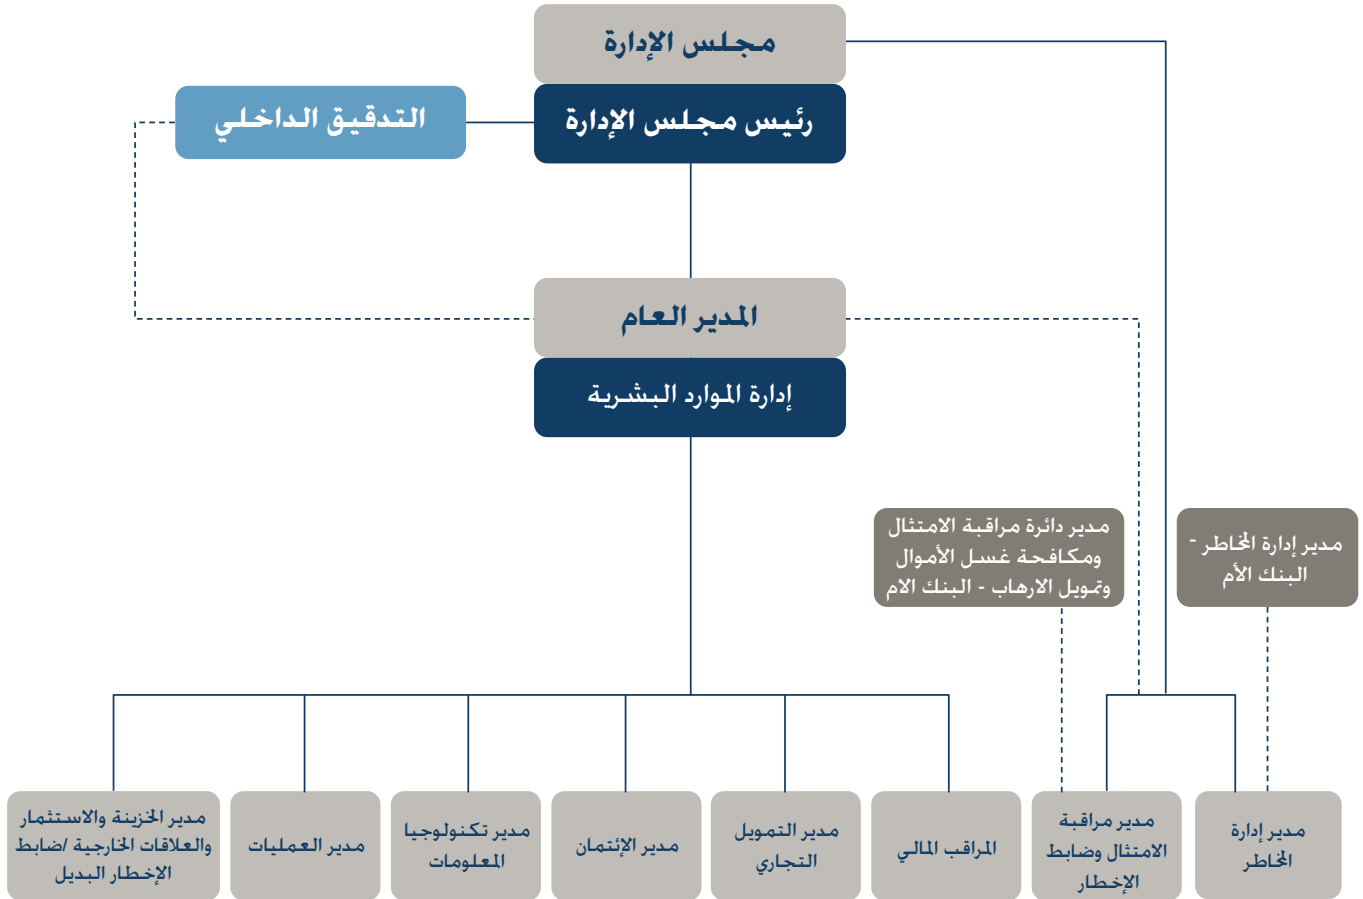 مجلس الإدارة
رئيس مجلس الإدارة
التدقيق الداخلي
المدير العام
إدارة الموارد البشرية
مدير إدارة المخاطر -
البنك الأم
مدير دائرة مراقبة الامتثال
ومكافحة غسل الأموال
وتمويل الارهاب - البنك الام
مدير إدارة
المخاطر
مدير مراقبة
الامتثال وضابط
الإخطار
المراقب المالي
مدير التمويل
التجاري
مدير الإئتمان
مدير تكنولوجيا
المعلومات
مدير العمليات
مدير الخزينة والاستثمار
والعلاقات الخارجية /ضابط
الإخطار البديل